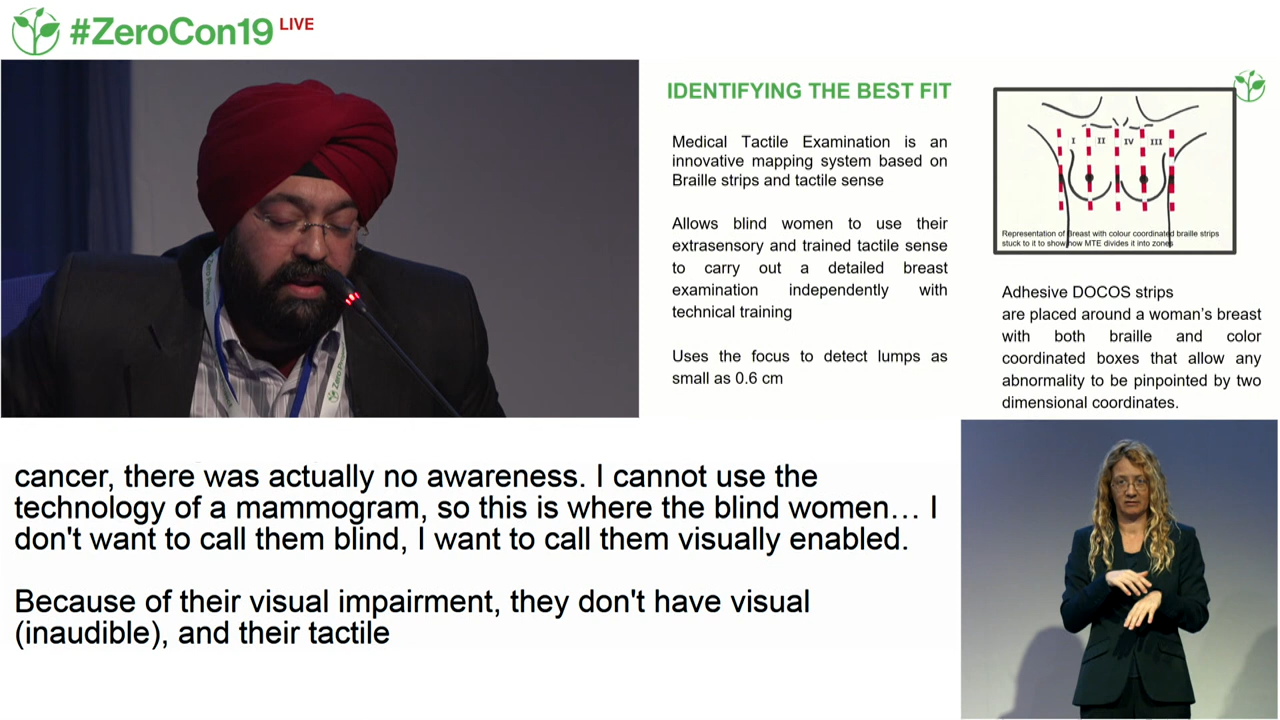 #ZeroCon19 LIVE
IDENTIFYING THE BEST FIT
Medical Tactile Examination is an
innovative mapping system based on
Braille strips and tactile sense
Allows blind women to use their
extrasensory and trained tactile sense
to carry out a detailed breast
examination independently with
technical training
Uses the focus to detect lumps as
small as 0.6 cm
I II IV III
Representation of Breast with colour coordinated braille strips
stuck to it to show how MTE divides it into zones
Adhesive DOCOS strips
are placed around a woman's breast
with both braille and color
coordinated boxes that allow any
abnormality to be pinpointed by two
dimensional coordinates.
cancer, there was actually no awareness. I cannot use the
technology of a mammogram, so this is where the blind women… I
don't want to call them blind, I want to call them visually enabled.
Because of their visual impairment, they don't have visual
(inaudible), and their tactile